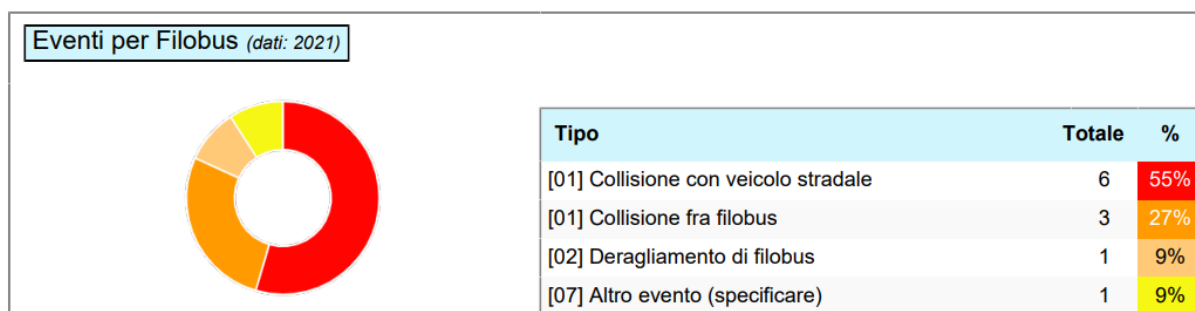 Eventi per Filobus (dati: 2021)
Tipo Totale %
[01] Collisione con veicolo stradale 6 55%
[01] Collisione fra filobus 3 27%
[02] Deragliamento di filobus 1 9%
[07] Altro evento (specificare) 1 9%